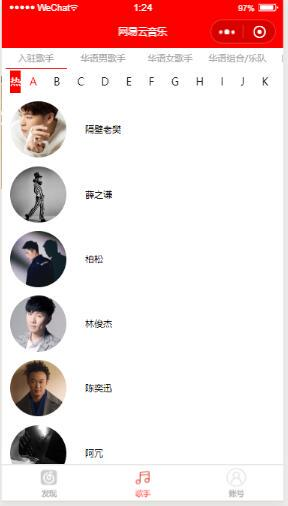 WeChat 1:24 97%
网易云音乐
入驻歌手 华语男歌手 华语女歌手 华语组合/乐队
热 A B C D E F G H I J K
隔壁老樊
薛之谦
柏松
林俊杰
陈奕迅
阿冗
发现 歌手 账号